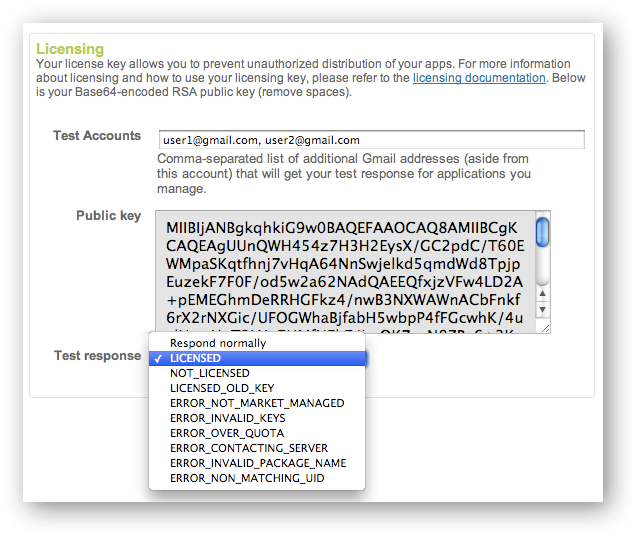 Licensing
Your license key allows you to prevent unauthorized distribution of your apps. For more information
about licensing and how to use your licensing key, please refer to the licensing documentation. Below
is your Base64-encoded RSA public key (remove spaces).
Test Accounts
user1@gmail.com, user2@gmail.com
Comma-separated list of additional Gmail addresses (aside from
this account) that will get your test response for applications you
manage.
Public key
MIIBIjANBgkqhkiG9w0BAQEFAAOCAQ8AMIIBCgK
CAQEAgUUnQWH454z7H3H2EysX/GC2pdC/T60E
WMpaSKqtfhnj7vHqA64NnSwjelkd5qmdWd8Tpjp
EuzekF7F0F/od5w2a62NAdQAEEQfxjzVFw4LD2A
+pEMEGhmDeRRHGFkz4/nwB3NXWAWnACbFnkf
6rX2rNXGic/UFOGWhaBjfabH5wbpP4fFGcwhK/4u
Test response
Respond normally
✓ LICENSED
NOT_LICENSED
LICENSED_OLD_KEY
ERROR_NOT_MARKET_MANAGED
ERROR_INVALID_KEYS
ERROR_OVER_QUOTA
ERROR_CONTACTING_SERVER
ERROR_INVALID_PACKAGE_NAME
ERROR_NON_MATCHING_UID